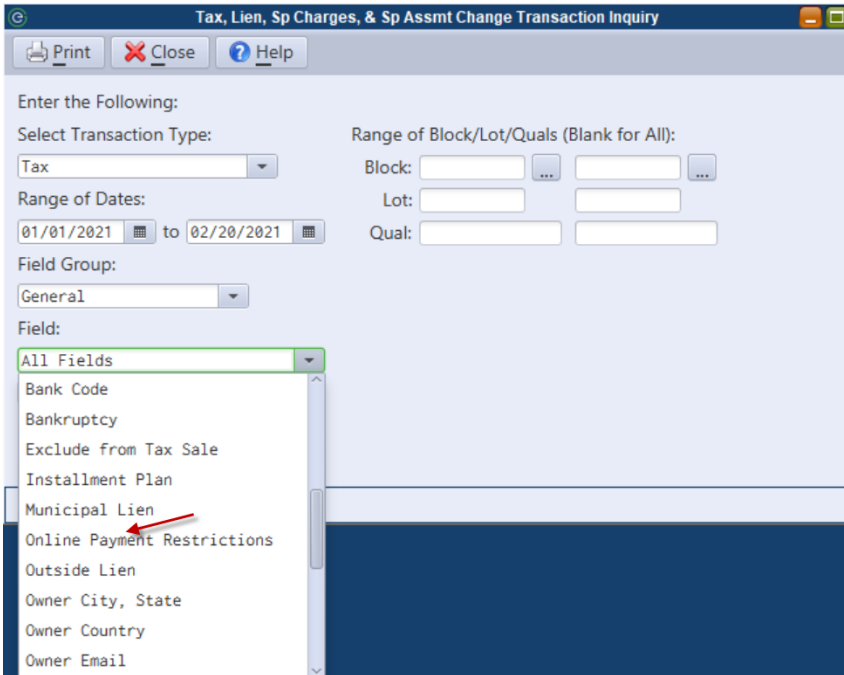 Tax, Lien, Sp Charges, & Sp Assmt Change Transaction Inquiry
Print Close Help
Enter the Following:
Select Transaction Type: Range of Block/Lot/Quals (Blank for All):
Tax Block: ... ...
Range of Dates: Lot:
01/01/2021 to 02/20/2021 Qual:
Field Group:
General
Field:
All Fields
Bank Code
Bankruptcy
Exclude from Tax Sale
Installment Plan
Municipal Lien
Online Payment Restrictions
Outside Lien
Owner City, State
Owner Country
Owner Email